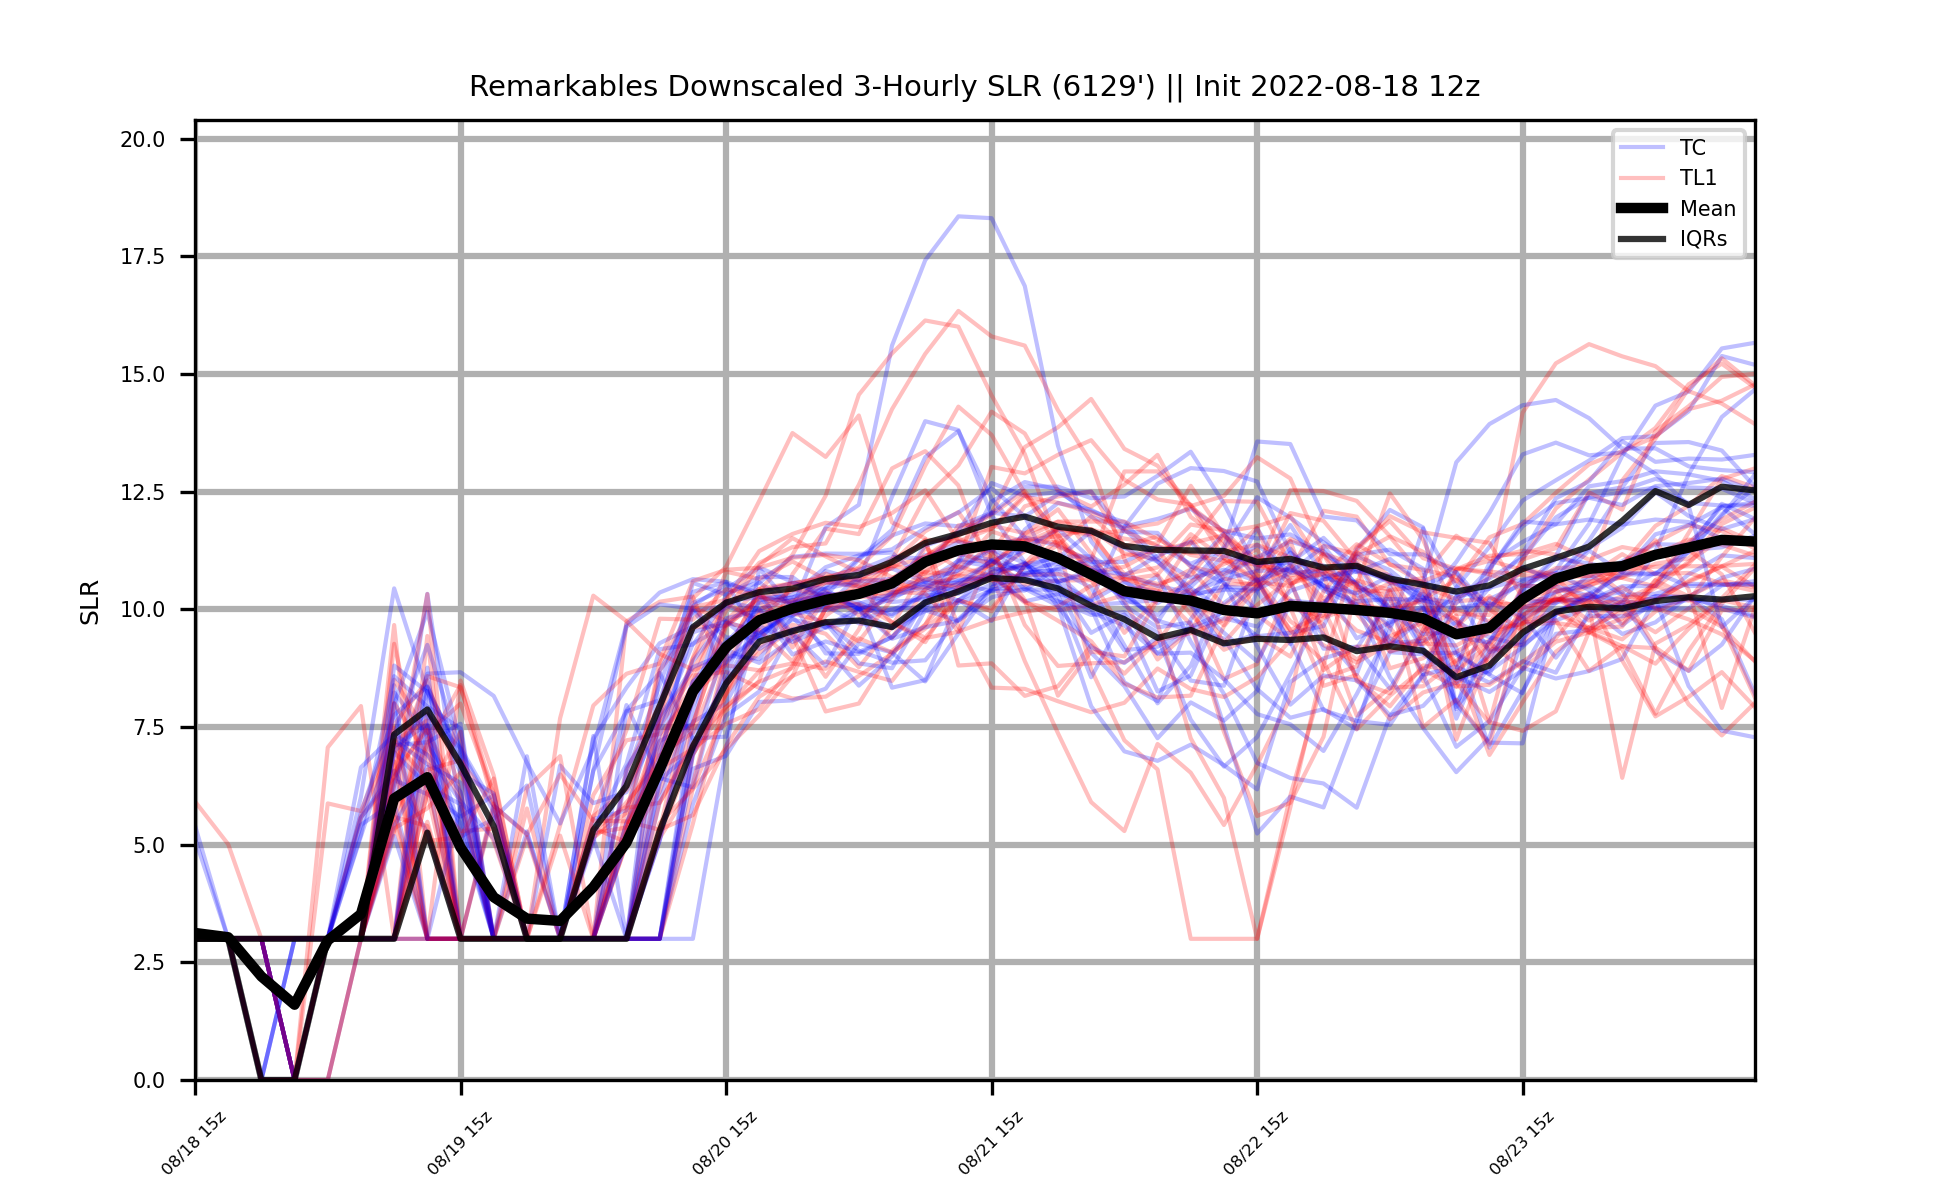 Remarkables Downscaled 3-Hourly SLR (6129') || Init 2022-08-18 12z
20.0
17.5
15.0
12.5
10.0
7.5
5.0
2.5
0.0
SLR
TC
TL1
Mean
IQRs
08/18 15z
08/19 15z
08/20 15z
08/21 15z
08/22 15z
08/23 15z